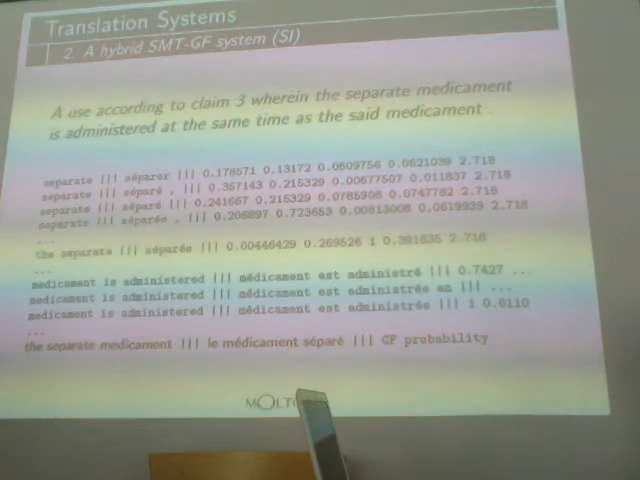 Translation Systems
2. A hybrid SMT-GF system (SI)
A use according to claim 3 wherein the separate medicament
is administered at the same time as the said medicament .
separate ||| séparer ||| 0.178571 0.13172 0.0609756 0.0621039 2.718
separate ||| séparé , ||| 0.357143 0.215329 0.00677507 0.011837 2.718
separate ||| séparé ||| 0.241667 0.215329 0.0785908 0.0747782 2.718
separate ||| séparée , ||| 0.206897 0.723653 0.00813008 0.0619939 2.718
...
the separate ||| séparée ||| 0.00446429 0.269526 1 0.391635 2.718
...
medicament is administered ||| médicament est administré ||| 0.7427 ...
medicament is administered ||| médicament est administrée en ||| ...
medicament is administered ||| médicament est administrée ||| 1 0.6110
...
the separate medicament ||| le médicament séparé ||| GF probability